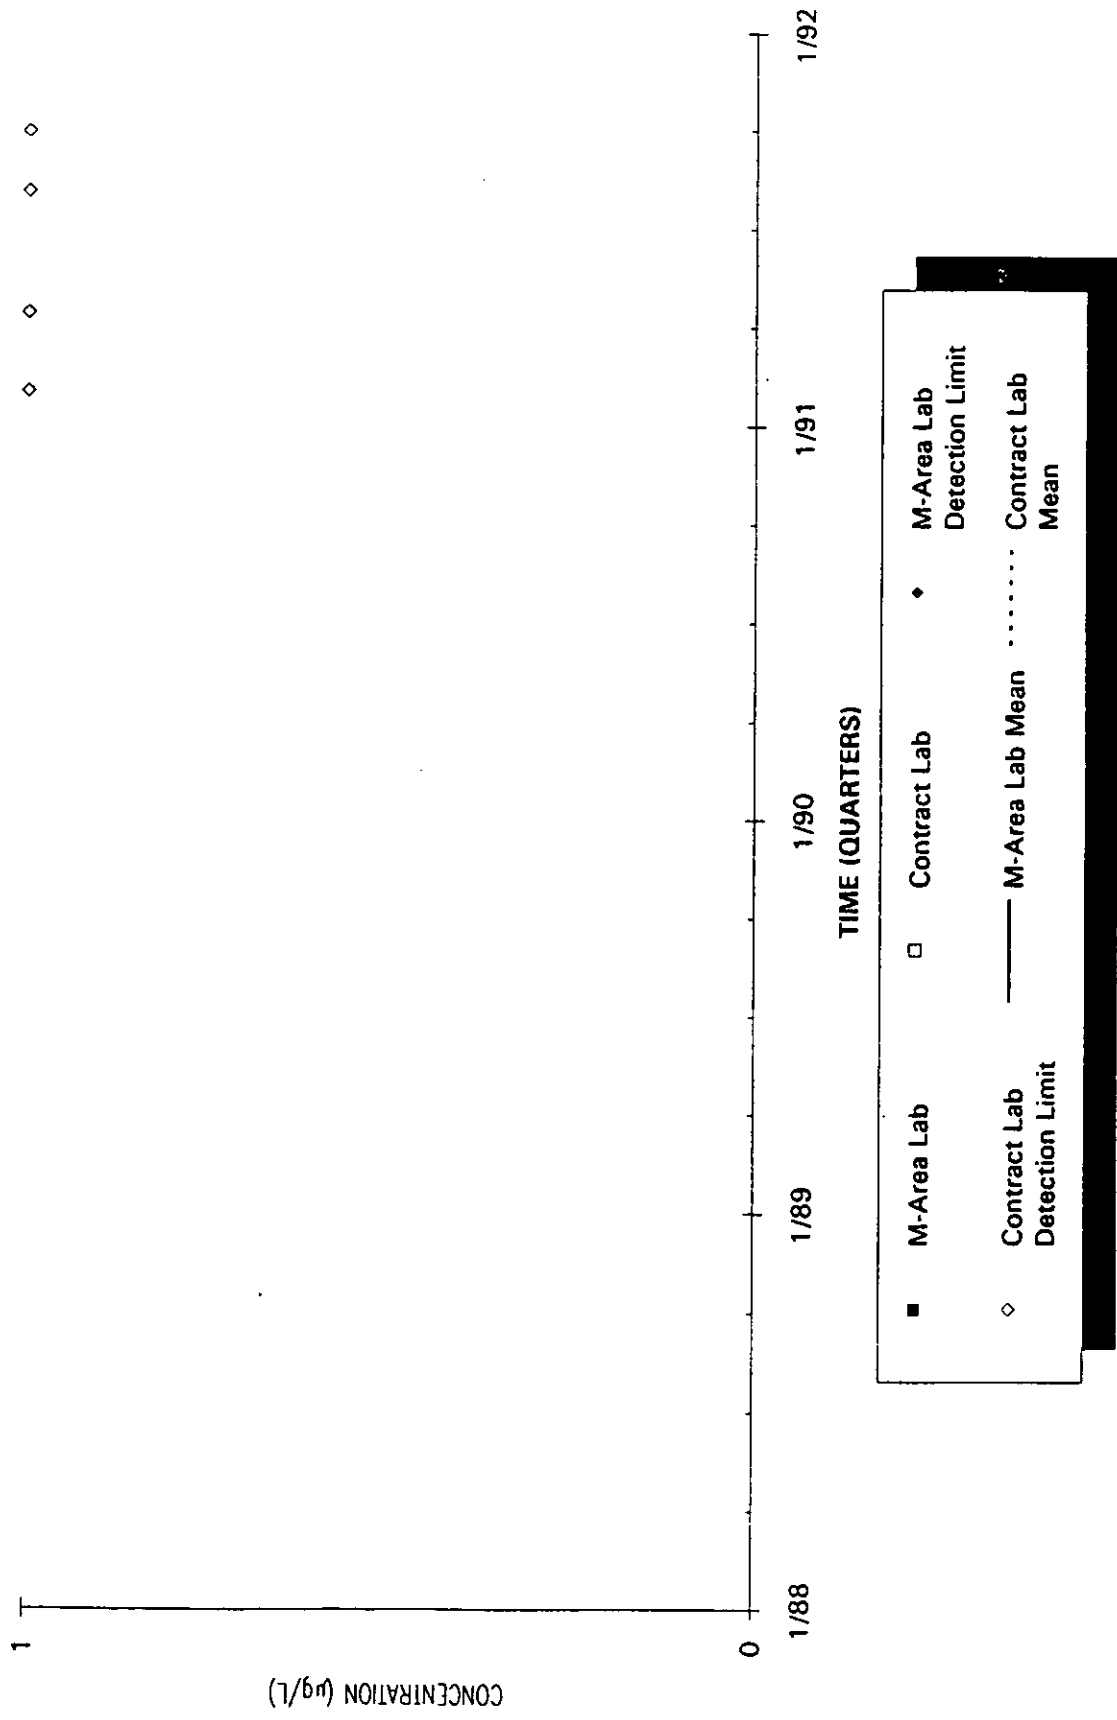 CONCENTRATION (µg/L)
1
0
1/88
1/89
1/90
1/91
1/92
TIME (QUARTERS)
M-Area Lab
Contract Lab
M-Area Lab
Detection Limit
Contract Lab
Detection Limit
M-Area Lab Mean
Contract Lab
Mean